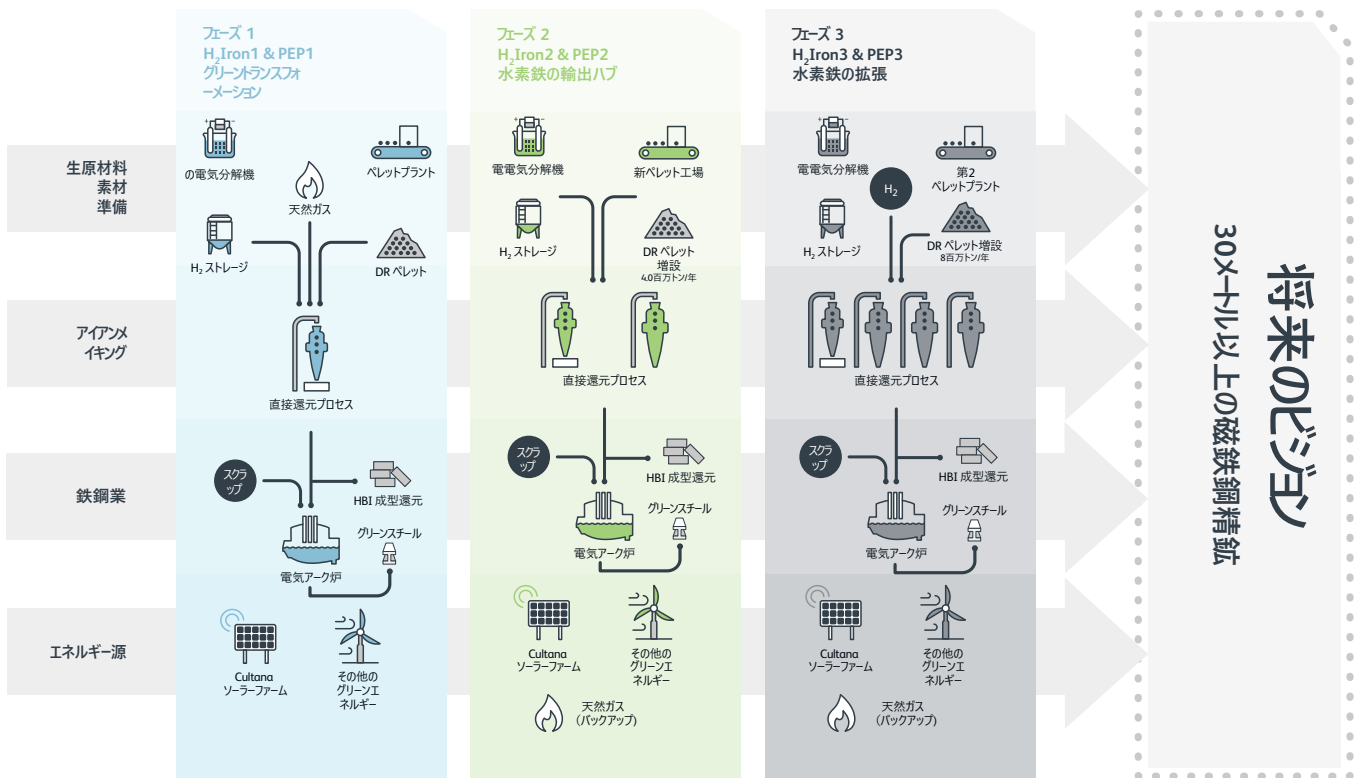 フェーズ 1
H₂Iron1 & PEP1
グリーントランスフォ
ーメーション
フェーズ 2
H₂Iron2 & PEP2
水素鉄の輸出ハブ
フェーズ 3
H₂Iron3 & PEP3
水素鉄の拡張
生原材料
素材
準備
+ −
の電気分解機
ペレットプラント
天然ガス
H₂ ストレージ
DR ペレット
+ −
電電気分解機
新ペレット工場
H₂ ストレージ
DR ペレット
増設
4.0百万トン/年
+ −
電電気分解機
H₂
第2
ペレットプラント
H₂ ストレージ
DR ペレット増設
8百万トン/年
アイアンメ
イキング
直接還元プロセス
直接還元プロセス
直接還元プロセス
鉄鋼業
スクラ
ップ
HBI 成型還元
グリーンスチール
電気アーク炉
スクラ
ップ
HBI 成型還元
グリーンスチール
電気アーク炉
スクラ
ップ
HBI 成型還元
グリーンスチール
電気アーク炉
エネルギー源
Cultana
ソーラーファーム
その他の
グリーンエ
ネルギー
Cultana
ソーラーファーム
その他の
グリーンエ
ネルギー
天然ガス
(バックアップ)
Cultana
ソーラーファーム
その他の
グリーンエ
ネルギー
天然ガス
(バックアップ)
将来のビジョン
30メートル以上の磁鉄鋼精鉱